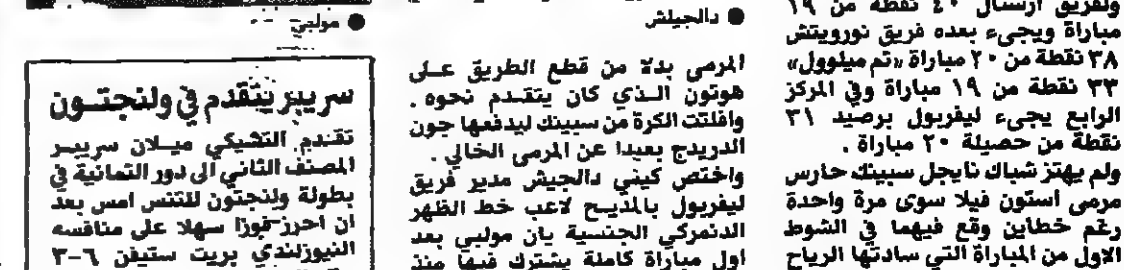 ولفريق ارسنال ٤٠ نقطة من ١٩
مباراة ويجىء بعده فريق نورويتش
٣٨ نقطة من ٢٠ مباراة «ثم ميلوول»
٣٣ نقطة من ١٩ مباراة وفي المركز
الرابع يجىء ليفربول برصيد ٣١
نقطة من حصيلة ٢٠ مباراة .
ولم يهتز شباك نايجل سبينك حارس
مرمى استون فيلا سوى مرة واحدة
رغم خطاين وقع فيهما في الشوط
الاول من المباراة التي سادتها الرياح
● دالجيلش
المرمى بدلا من قطع الطريق على
هوتون الذي كان يتقدم نحوه .
وافلتت الكرة من سبينك ليدفعها جون
الدريدج بعيدا عن المرمى الخالي .
واختص كيني دالجيش مدير فريق
ليفربول بالمديح لاعب خط الظهر
الدنمركي الجنسية يان مولبي بعد
اول مباراة كاملة يشترك فيها منذ
● مولبي
سريبر يتقدم في ولنجتون
تقدم التشيكي ميلان سريبر
المصنف الثاني الى دور الثمانية في
بطولة ولنجتون للتنس امس بعد
ان احرز فوزا سهلا على منافسه
النيوزلندي بريت ستيفن ٦-٣